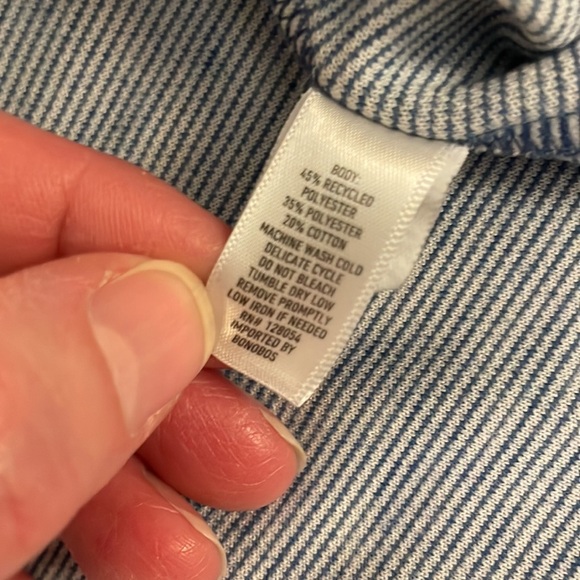 BODY:
45% RECYCLED
POLYESTER
35% POLYESTER
20% COTTON
MACHINE WASH COLD
DELICATE CYCLE
DO NOT BLEACH
TUMBLE DRY LOW
REMOVE PROMPTLY
LOW IRON IF NEEDED
RN# 128054
IMPORTED BY
BONOBOS